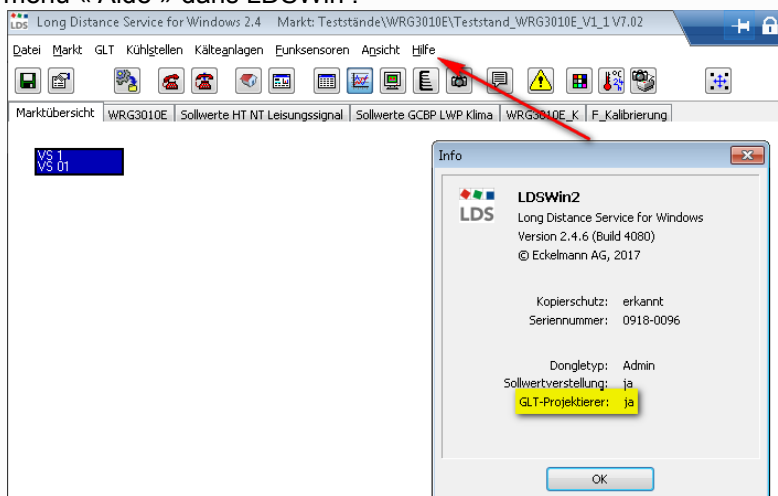 menu « Aide » dans LDSWin :
LDS Long Distance Service for Windows 2.4 Markt: Teststände\WRG3010E\Teststand_WRG3010E_V1_1 V7.02
Datei Markt GLT Kühlstellen Kälteanlagen Funksensoren Ansicht Hilfe
Marktübersicht WRG3010E Sollwerte HT NT Leisungssignal Sollwerte GCBP LWP Klima WRG3010E_K F_Kalibrierung
VS 1
VS 01
Info
LDS
LDSWin2
Long Distance Service for Windows
Version 2.4.6 (Build 4080)
© Eckelmann AG, 2017
Kopierschutz: erkannt
Seriennummer: 0918-0096
Dongletyp: Admin
Sollwertverstellung: ja
GLT-Projektierer: ja
OK